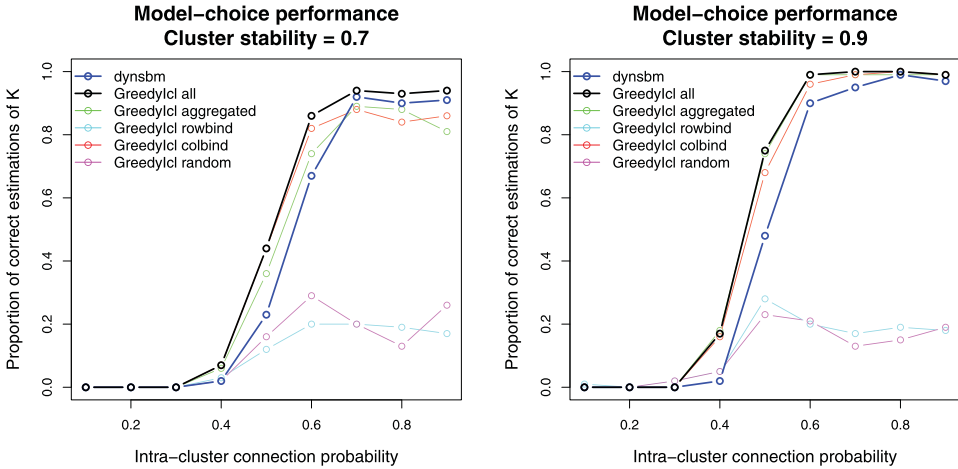 Model−choice performance
Cluster stability = 0.7
Proportion of correct estimations of K
1.0
0.8
0.6
0.4
0.2
0.0
dynsbm
GreedyIcl all
GreedyIcl aggregated
GreedyIcl rowbind
GreedyIcl colbind
GreedyIcl random
0.2 0.4 0.6 0.8
Intra−cluster connection probability
Model−choice performance
Cluster stability = 0.9
Proportion of correct estimations of K
1.0
0.8
0.6
0.4
0.2
0.0
dynsbm
GreedyIcl all
GreedyIcl aggregated
GreedyIcl rowbind
GreedyIcl colbind
GreedyIcl random
0.2 0.4 0.6 0.8
Intra−cluster connection probability